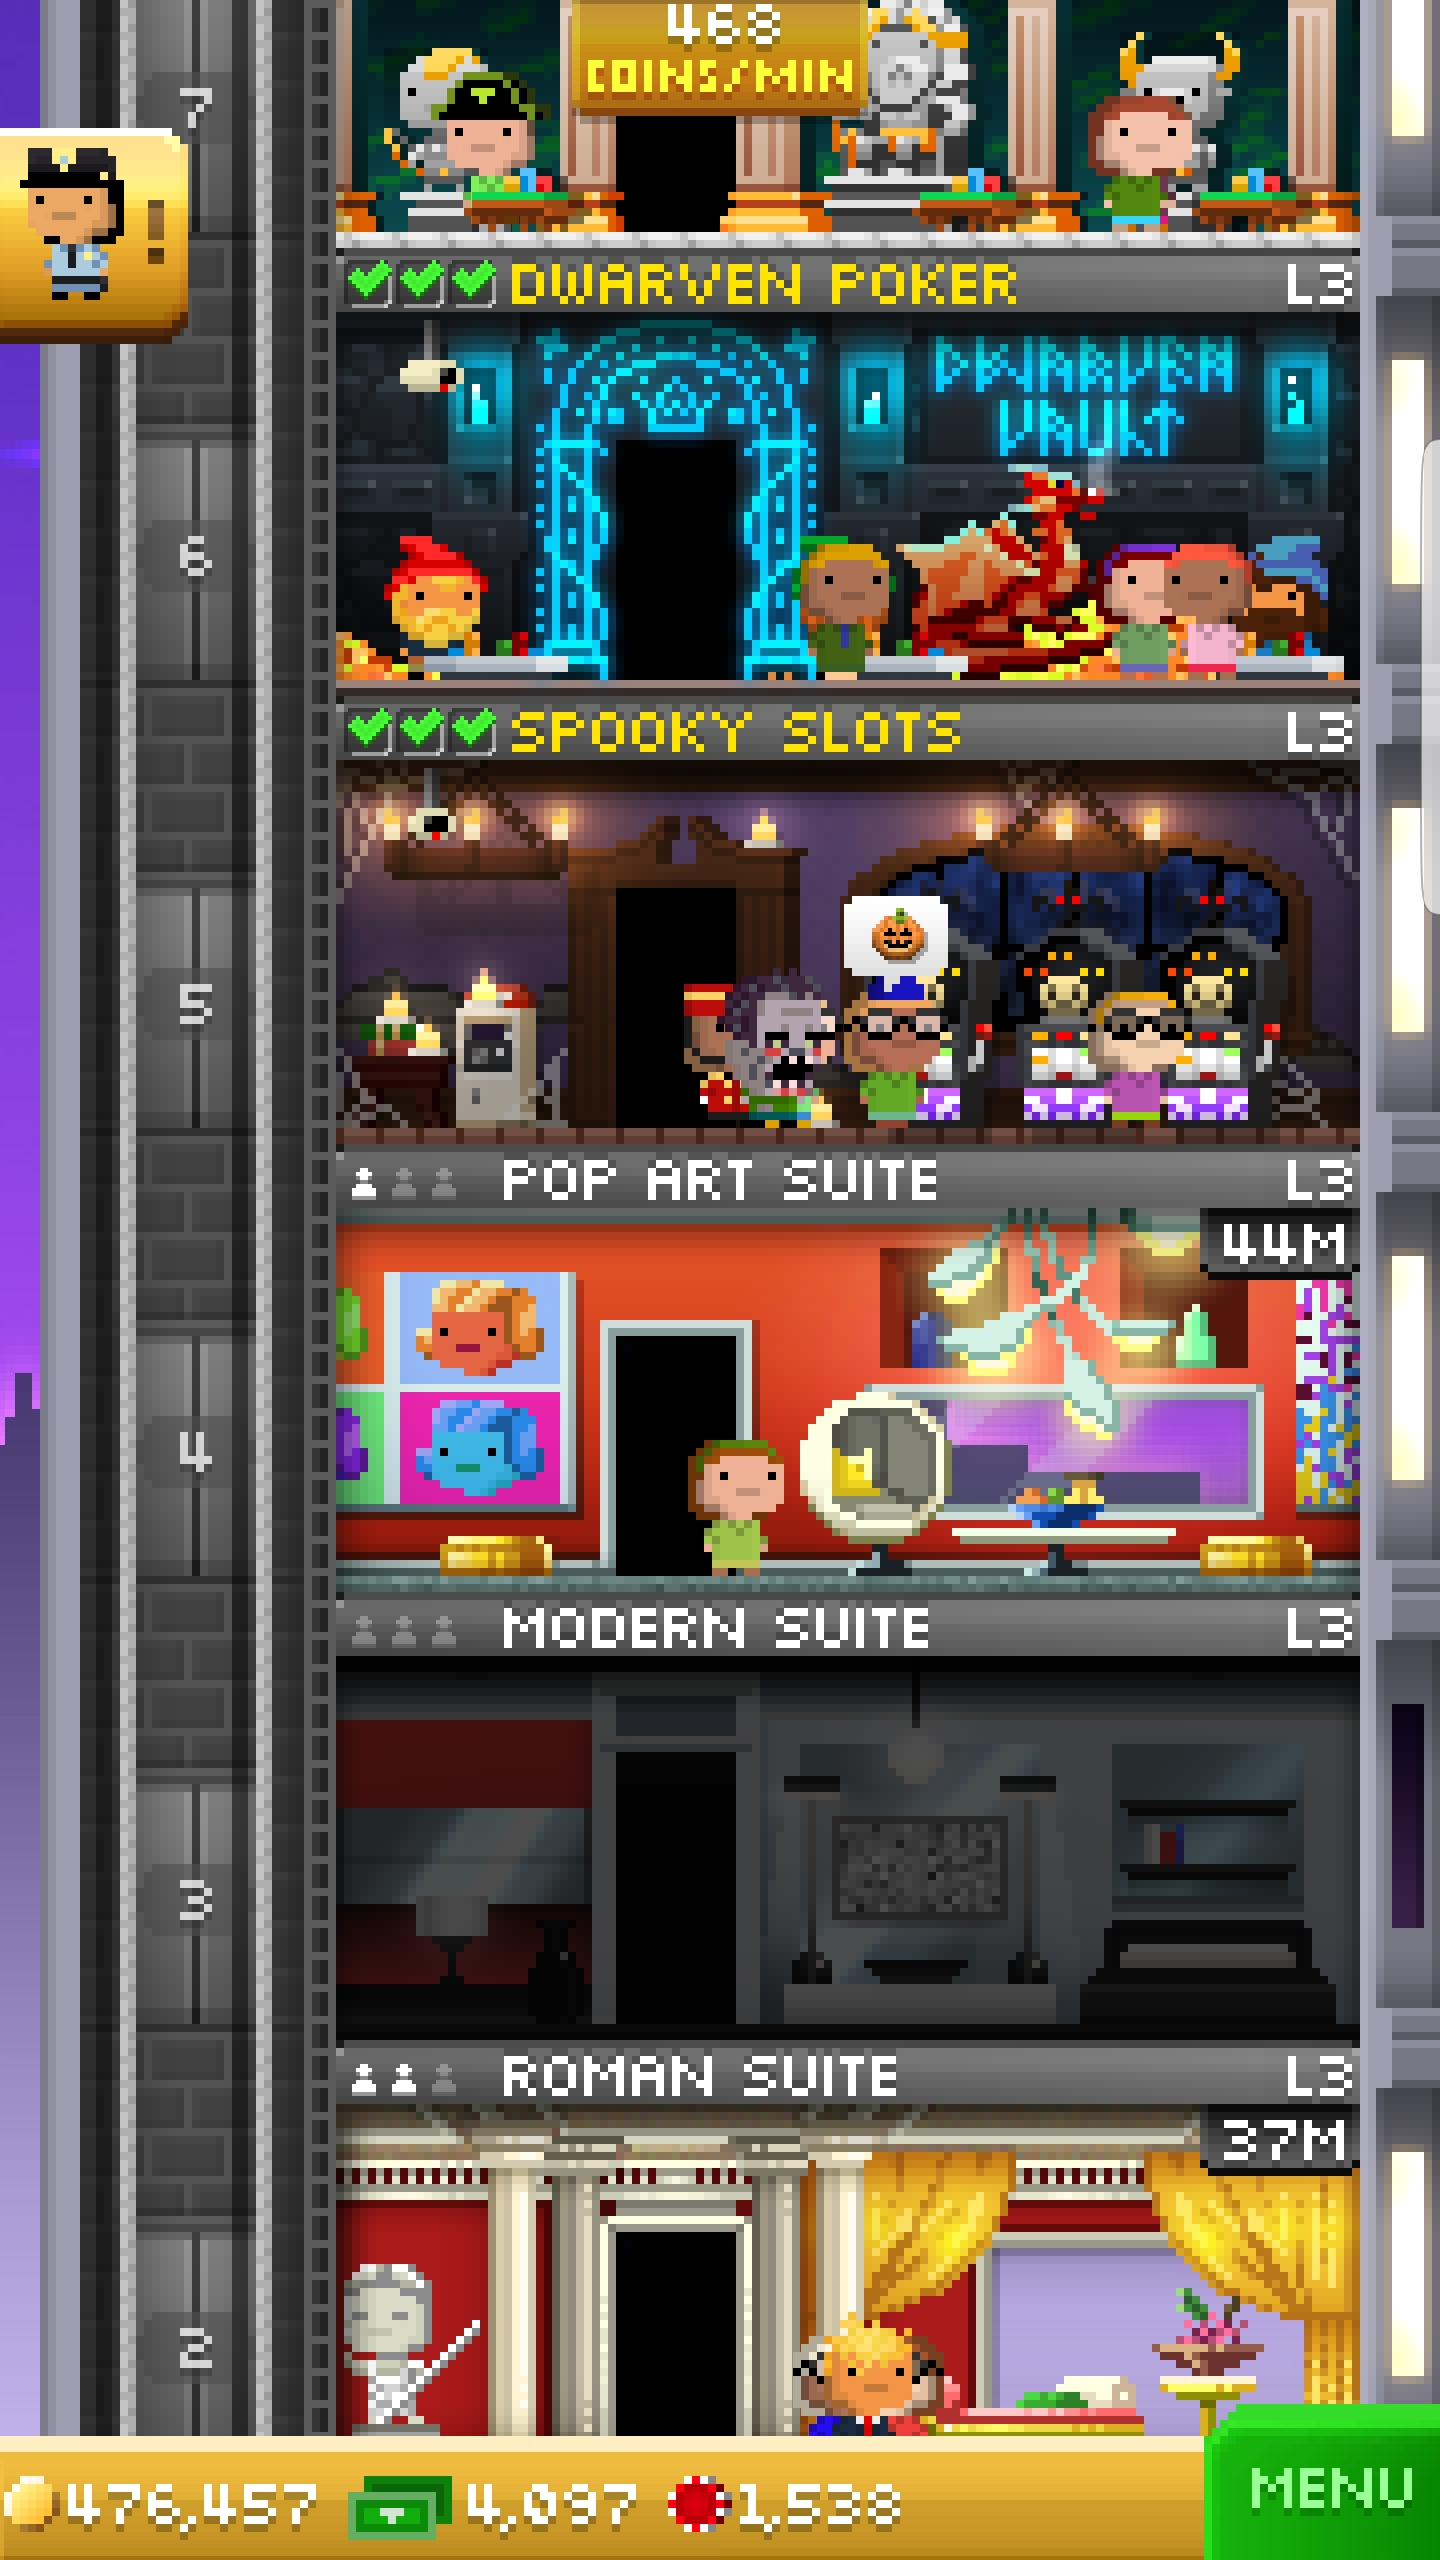 468
COINS/MIN
7
!
DWARVEN POKER L3
DWARVEN
VAULT
6
SPOOKY SLOTS L3
5
POP ART SUITE L3
44M
4
MODERN SUITE L3
3
ROMAN SUITE L3
37M
2
476,457 4,097 1,538
MENU